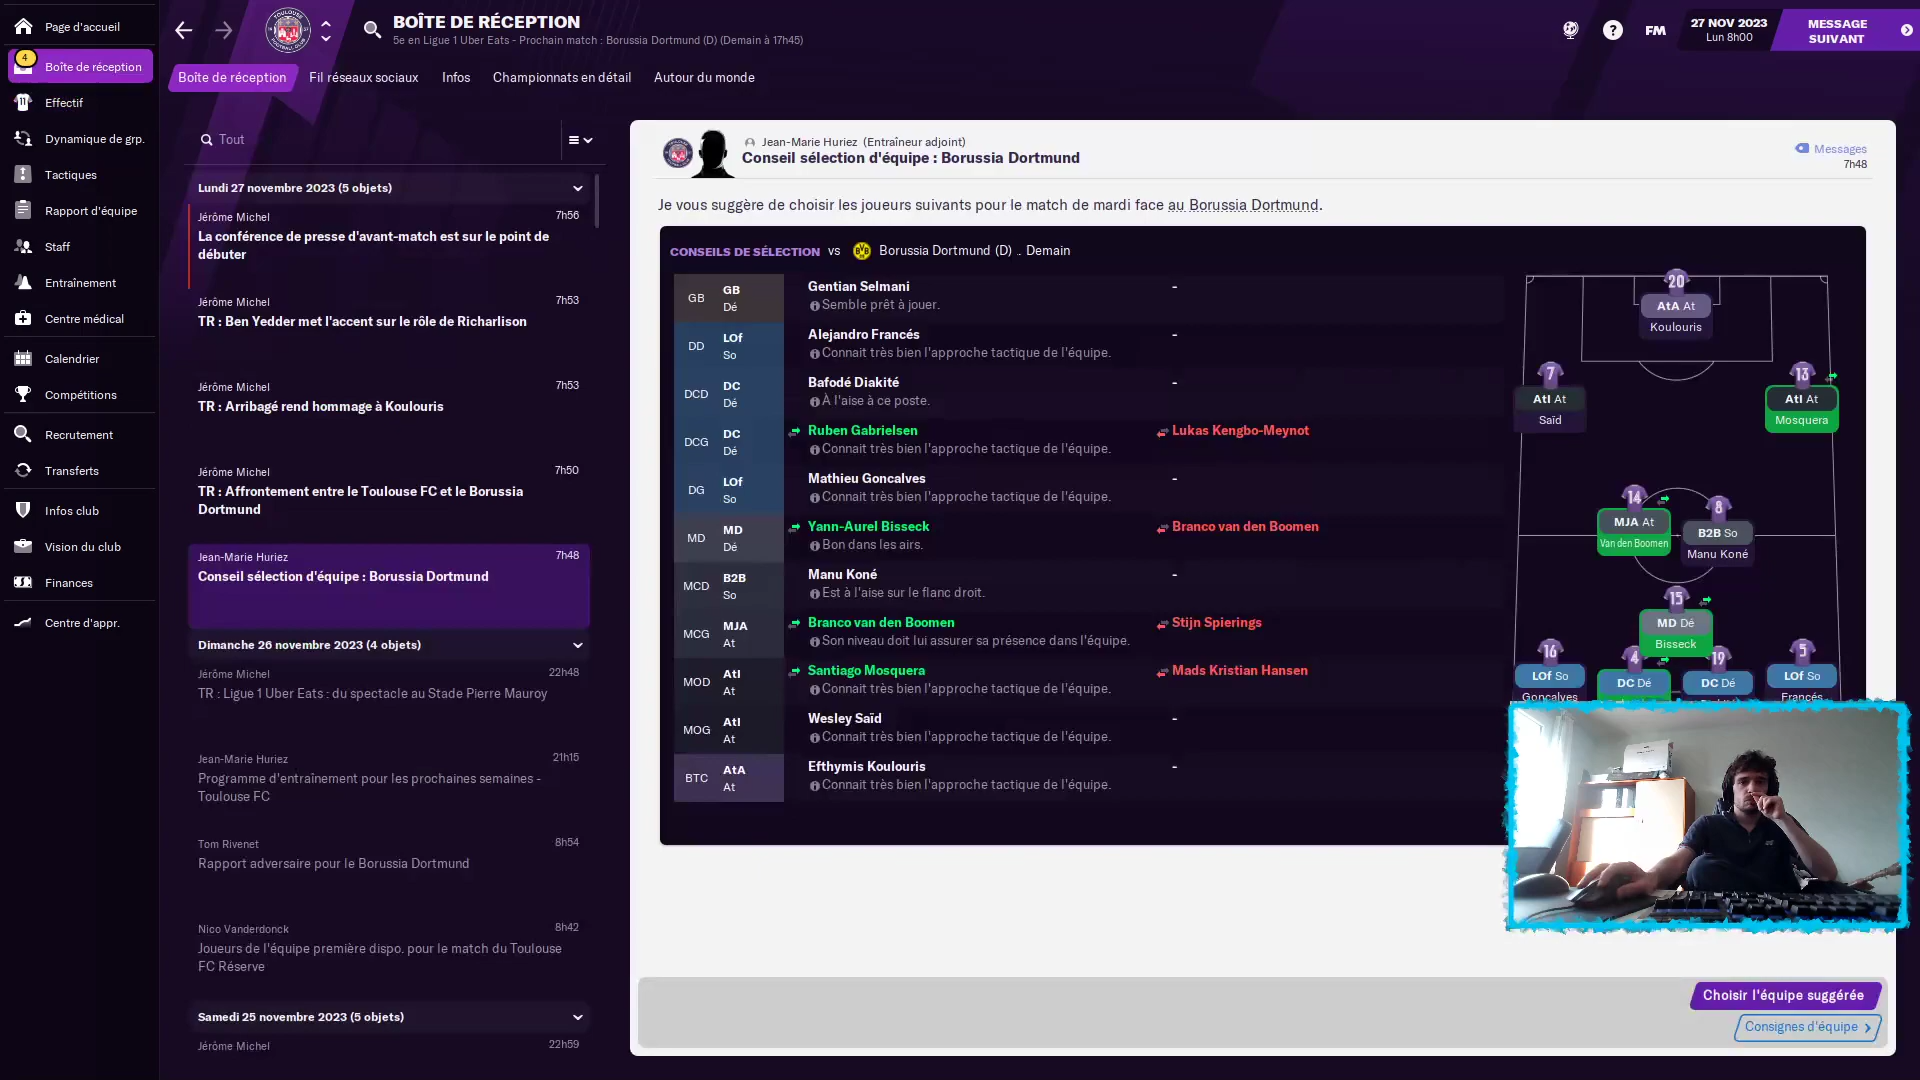 Page d'accueil
4
Boîte de réception
Effectif
Dynamique de grp.
Tactiques
Rapport d'équipe
Staff
Entraînement
Centre médical
Calendrier
Compétitions
Recrutement
Transferts
Infos club
Vision du club
Finances
Centre d'appr.
BOÎTE DE RÉCEPTION
5e en Ligue 1 Uber Eats - Prochain match : Borussia Dortmund (D) (Demain à 17h45)
FM
27 NOV 2023
Lun 8h00
MESSAGE
SUIVANT
Boîte de réception
Fil réseaux sociaux
Infos
Championnats en détail
Autour du monde
Tout
Lundi 27 novembre 2023 (5 objets)
Jérôme Michel 7h56
La conférence de presse d'avant-match est sur le point de
débuter
Jérôme Michel 7h53
TR : Ben Yedder met l'accent sur le rôle de Richarlison
Jérôme Michel 7h53
TR : Arribagé rend hommage à Koulouris
Jérôme Michel 7h50
TR : Affrontement entre le Toulouse FC et le Borussia
Dortmund
Jean-Marie Huriez 7h48
Conseil sélection d'équipe : Borussia Dortmund
Dimanche 26 novembre 2023 (4 objets)
Jérôme Michel 22h48
TR : Ligue 1 Uber Eats : du spectacle au Stade Pierre Mauroy
Jean-Marie Huriez 21h15
Programme d'entraînement pour les prochaines semaines -
Toulouse FC
Tom Rivenet 8h54
Rapport adversaire pour le Borussia Dortmund
Nico Vanderdonck 8h42
Joueurs de l'équipe première dispo. pour le match du Toulouse
FC Réserve
Samedi 25 novembre 2023 (5 objets)
Jérôme Michel 22h59
Jean-Marie Huriez (Entraîneur adjoint)
Conseil sélection d'équipe : Borussia Dortmund
Messages
7h48
Je vous suggère de choisir les joueurs suivants pour le match de mardi face au Borussia Dortmund.
CONSEILS DE SÉLECTION vs BVB Borussia Dortmund (D) . Demain
GB GB Dé Gentian Selmani -
Semble prêt à jouer.
DD LOf So Alejandro Francés -
Connait très bien l'approche tactique de l'équipe.
DCD DC Dé Bafodé Diakité -
À l'aise à ce poste.
DCG DC Dé Ruben Gabrielsen Lukas Kengbo-Meynot
Connait très bien l'approche tactique de l'équipe.
DG LOf So Mathieu Goncalves -
Connait très bien l'approche tactique de l'équipe.
MD MD Dé Yann-Aurel Bisseck Branco van den Boomen
Bon dans les airs.
MCD B2B So Manu Koné -
Est à l'aise sur le flanc droit.
MCG MJA At Branco van den Boomen Stijn Spierings
Son niveau doit lui assurer sa présence dans l'équipe.
MOD AtI At Santiago Mosquera Mads Kristian Hansen
Connait très bien l'approche tactique de l'équipe.
MOG AtI At Wesley Saïd -
Connait très bien l'approche tactique de l'équipe.
BTC AtA At Efthymis Koulouris -
Connait très bien l'approche tactique de l'équipe.
20
AtA At
Koulouris
7
AtI At
Saïd
13
AtI At
Mosquera
14
MJA At
Van den Boomen
8
B2B So
Manu Koné
15
MD Dé
Bisseck
16
LOf So
Goncalves
4
DC Dé
19
DC Dé
5
LOf So
Francés
Choisir l'équipe suggérée
Consignes d'équipe